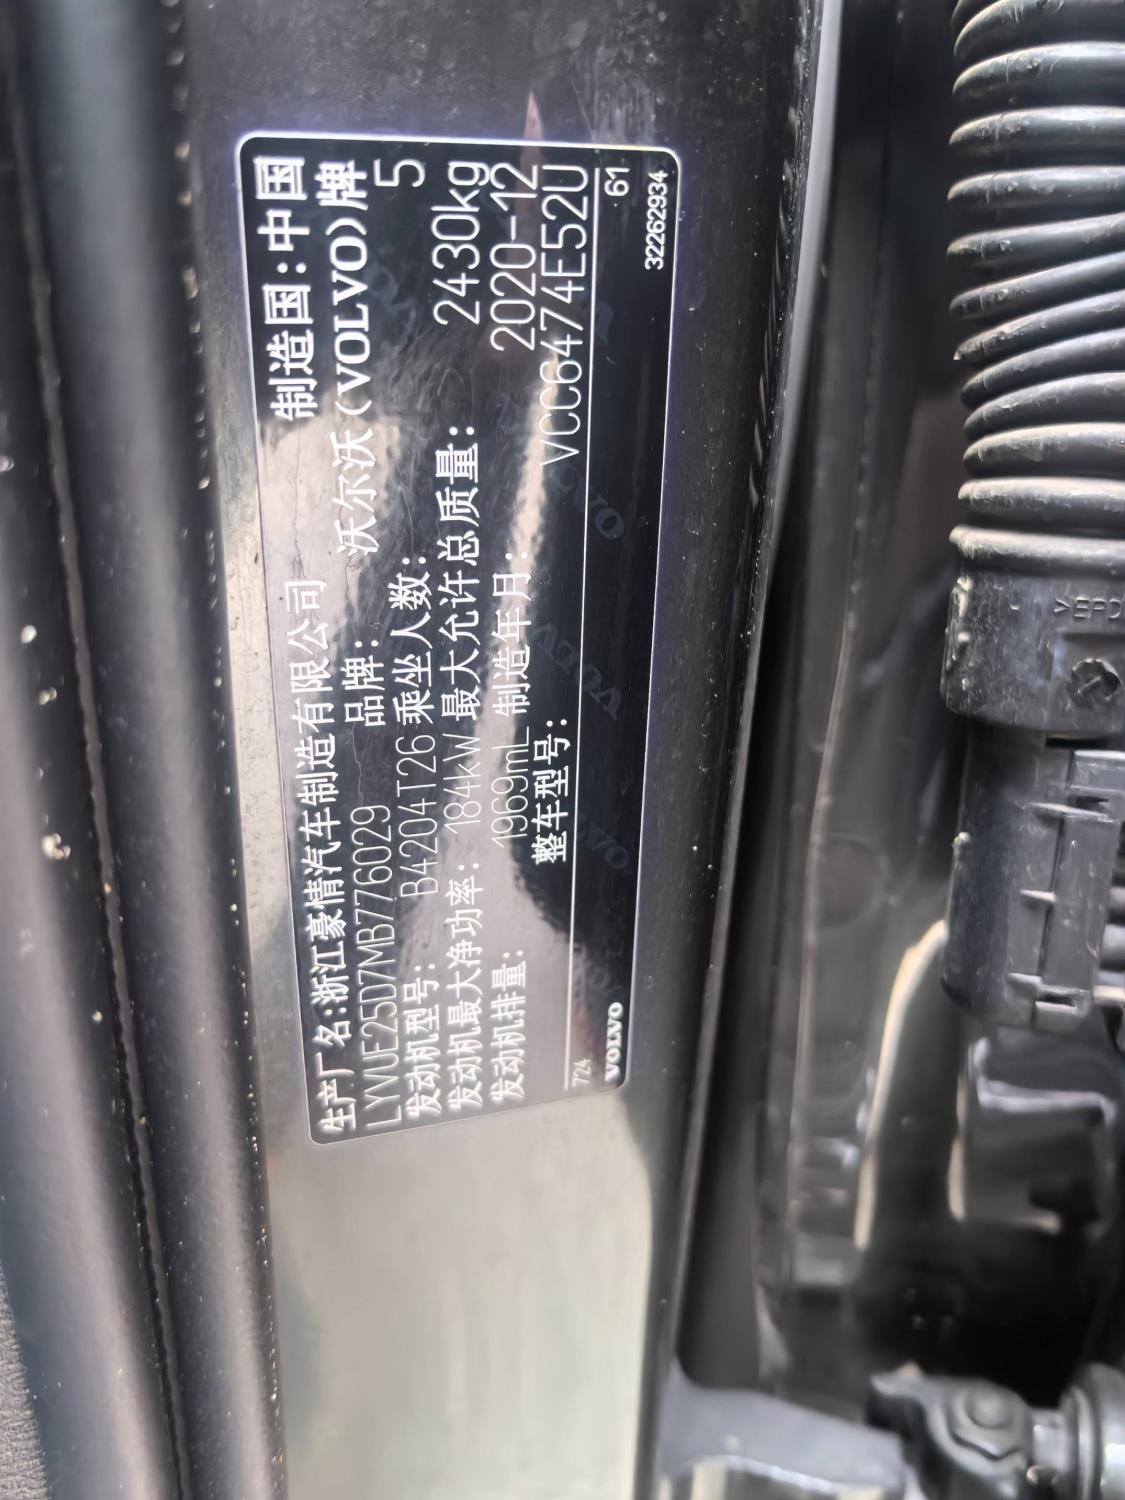 生产厂名:浙江豪情汽车制造有限公司 制造国:中国
LYVUE25D7MB776029 品牌: 沃尔沃(VOLVO)牌
发动机型号: B4204T26 乘坐人数: 5
发动机最大净功率: 184kW 最大允许总质量: 2430kg
发动机排量: 1969mL 制造年月: 2020-12
整车型号: VCC6474E52U
724 61
VOLVO 32262934